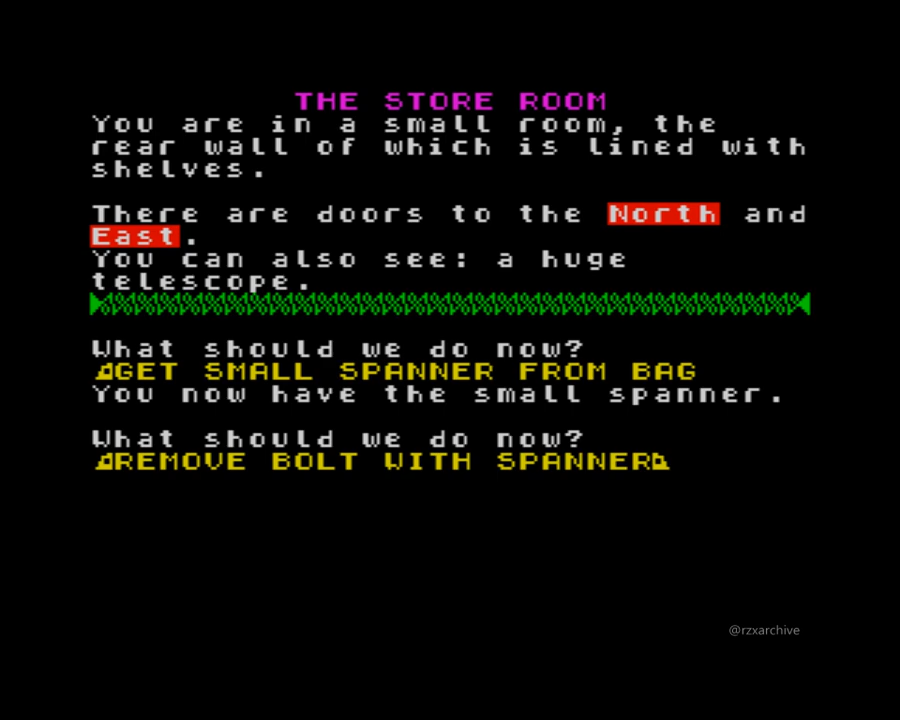 THE STORE ROOM
You are in a small room, the
rear wall of which is lined with
shelves.
There are doors to the North and
East.
You can also see: a huge
telescope.
What should we do now?
GET SMALL SPANNER FROM BAG
You now have the small spanner.
What should we do now?
REMOVE BOLT WITH SPANNER
@rzxarchive